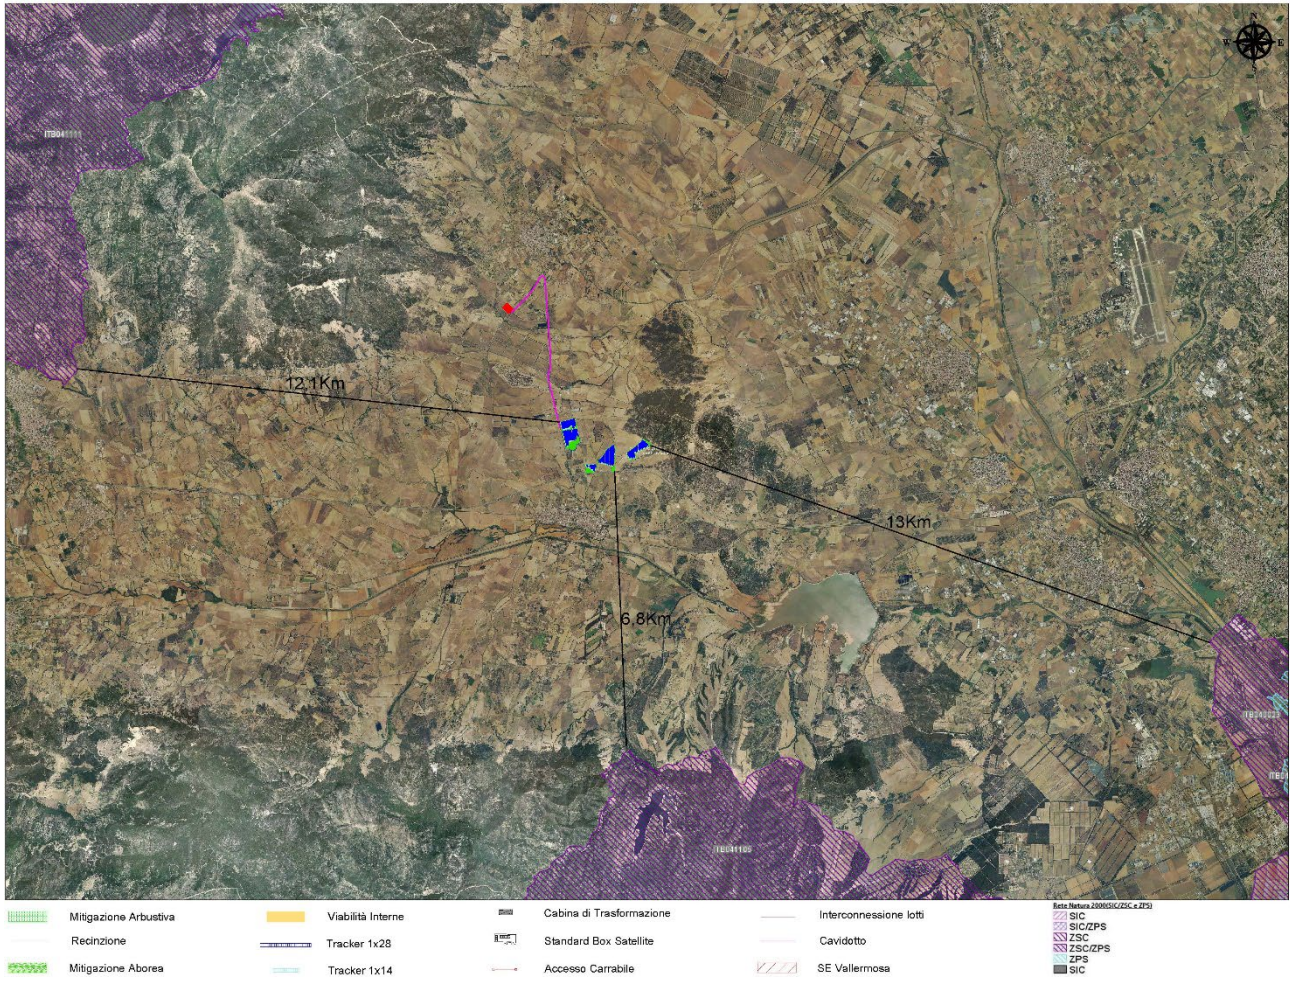 N
W E
S
ITB041111
12,1Km
13Km
6,8Km
ITB041105
Mitigazione Arbustiva
Recinzione
Mitigazione Aborea
Viabilità Interne
Tracker 1x28
Tracker 1x14
Cabina di Trasformazione
Standard Box Satellite
Accesso Carrabile
Interconnessione lotti
Cavidotto
SE Vallermosa
Rete Natura 2000(SIC/ZSC e ZPS)
SIC
SIC/ZPS
ZSC
ZSC/ZPS
ZPS
SIC